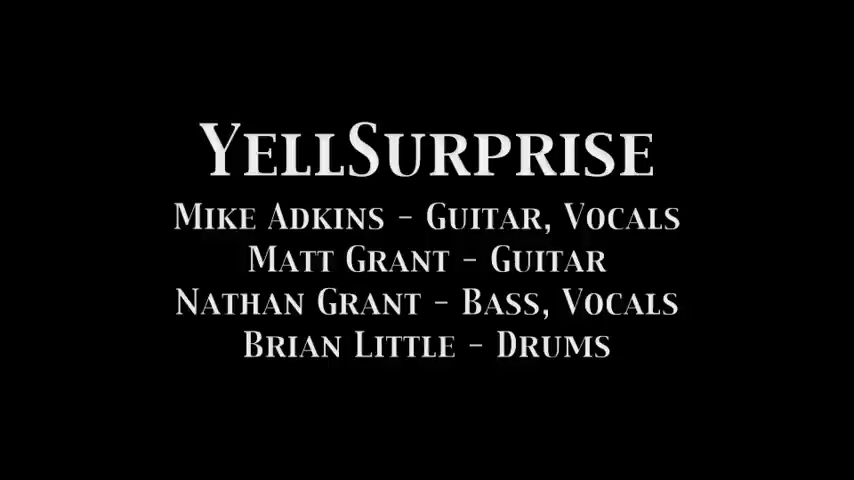 YellSurprise
Mike Adkins - Guitar, Vocals
Matt Grant - Guitar
Nathan Grant - Bass, Vocals
Brian Little - Drums